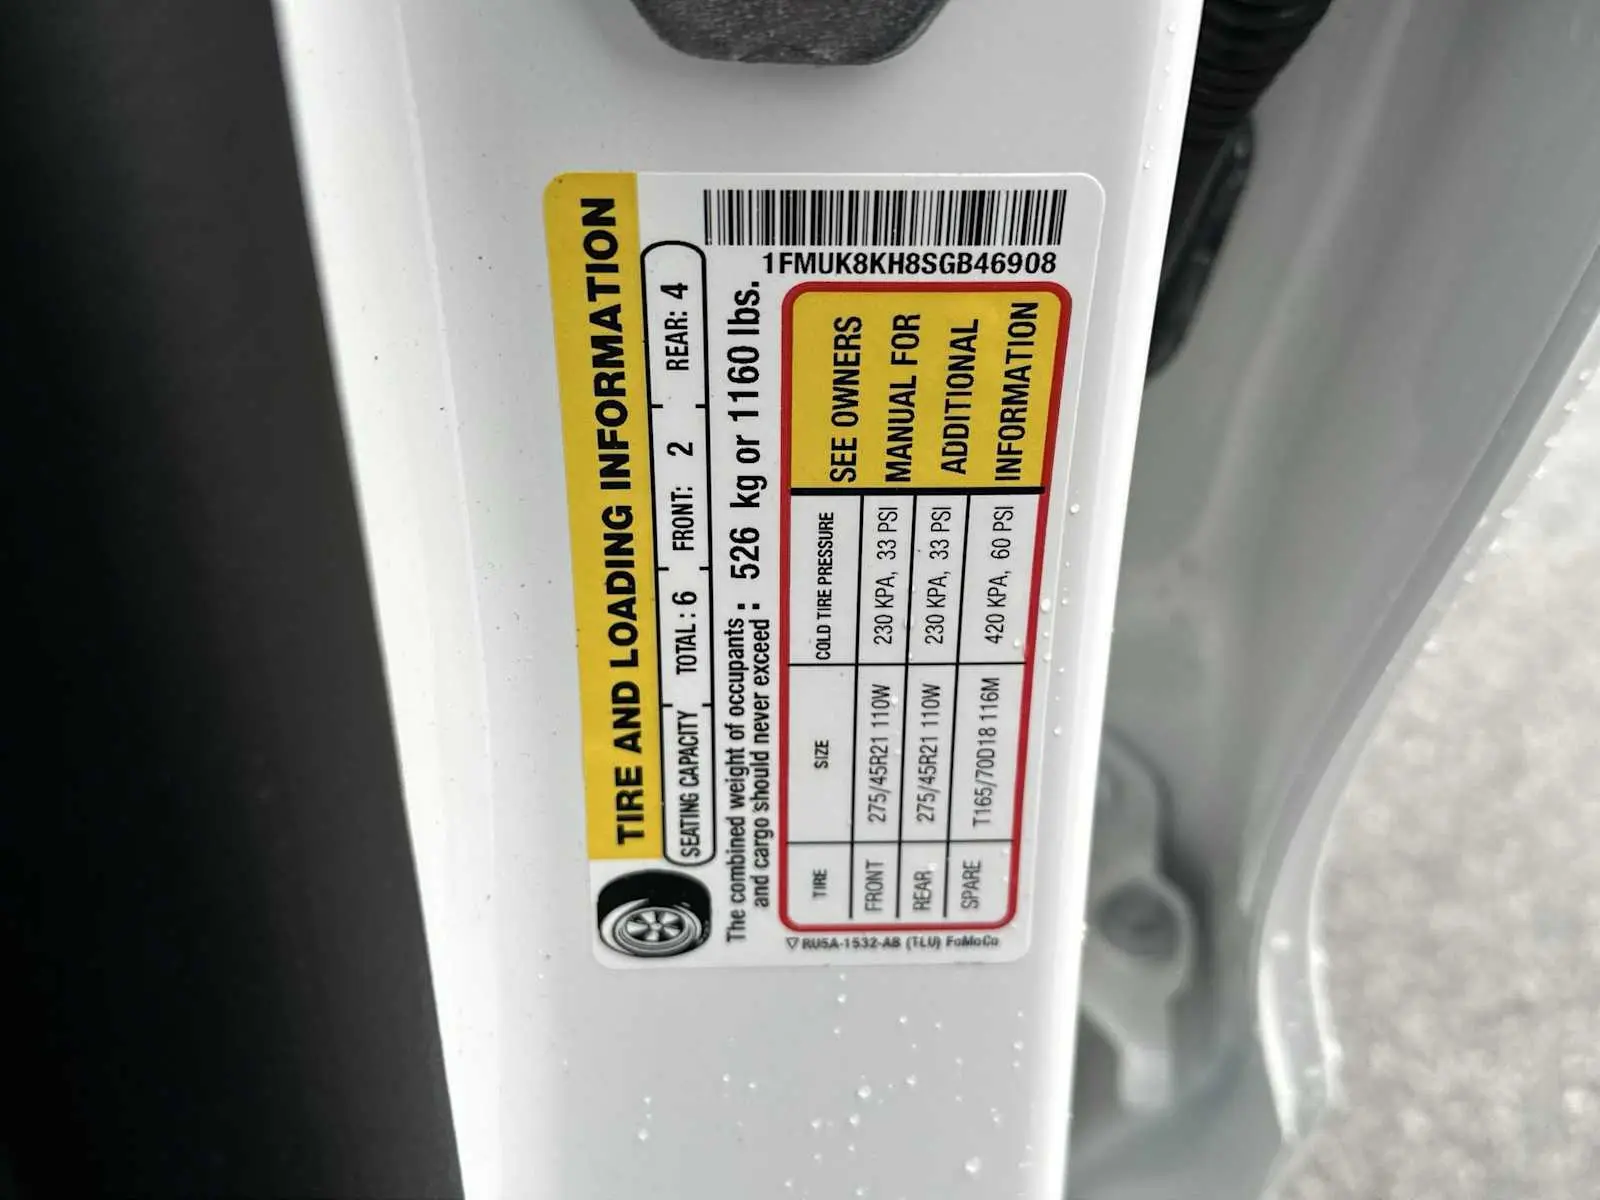 1FMUK8KH8SGB46908
TIRE AND LOADING INFORMATION
SEATING CAPACITY TOTAL : 6 FRONT: 2 REAR: 4
The combined weight of occupants :
and cargo should never exceed :
526 kg or 1160 lbs.
TIRE SIZE COLD TIRE PRESSURE
FRONT 275/45R21 110W 230 KPA, 33 PSI
REAR 275/45R21 110W 230 KPA, 33 PSI
SPARE T165/70D18 116M 420 KPA, 60 PSI
SEE OWNERS
MANUAL FOR
ADDITIONAL
INFORMATION
RU5A-1532-AB (TLU) FoMoCo